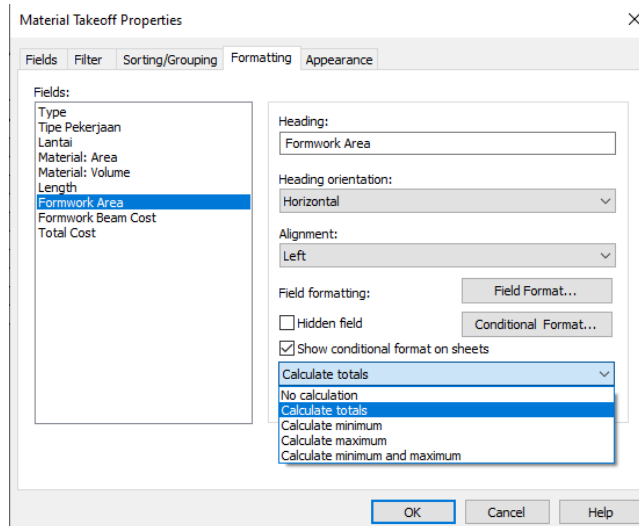 Material Takeoff Properties
Fields Filter Sorting/Grouping Formatting Appearance
Fields:
Type
Tipe Pekerjaan
Lantai
Material: Area
Material: Volume
Length
Formwork Area
Formwork Beam Cost
Total Cost
Heading:
Formwork Area
Heading orientation:
Horizontal
Alignment:
Left
Field formatting:
Field Format...
Hidden field
Conditional Format...
Show conditional format on sheets
Calculate totals
No calculation
Calculate totals
Calculate minimum
Calculate maximum
Calculate minimum and maximum
OK Cancel Help